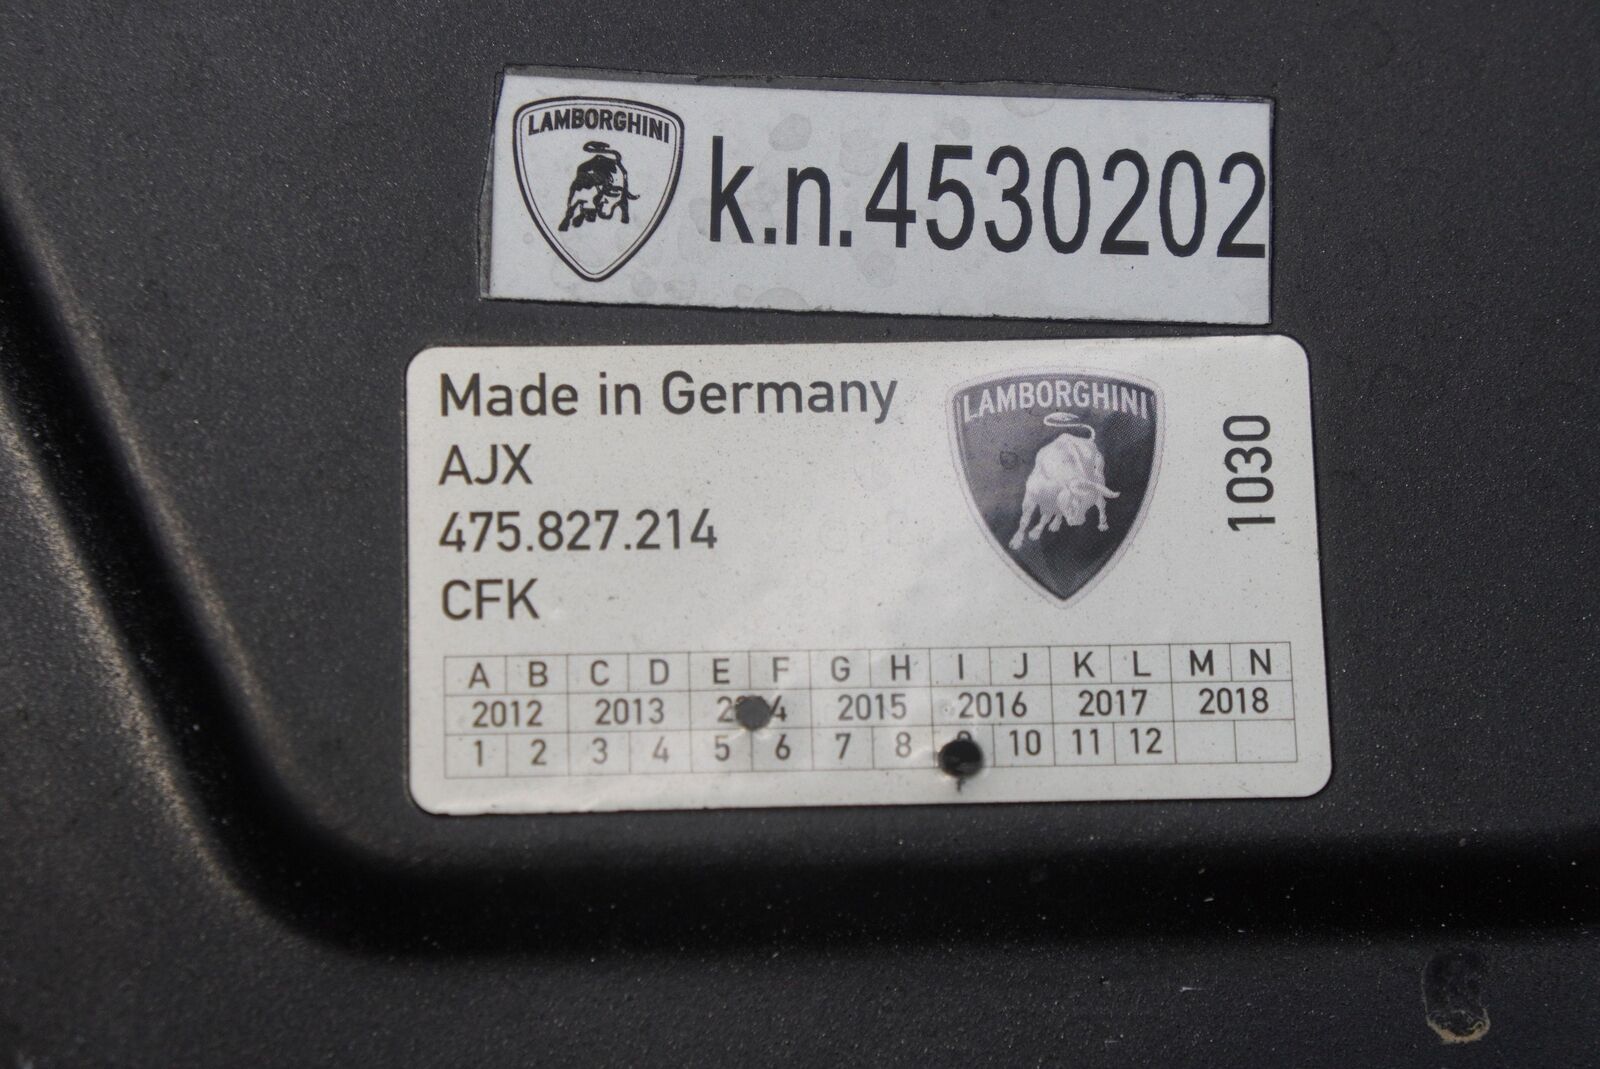 LAMBORGHINI
k.n.4530202
Made in Germany
LAMBORGHINI
AJX
475.827.214
CFK
1030
A B C D E F G H I J K L M N
2012 2013 2015 2016 2017 2018
1 2 3 4 5 6 7 8 10 11 12